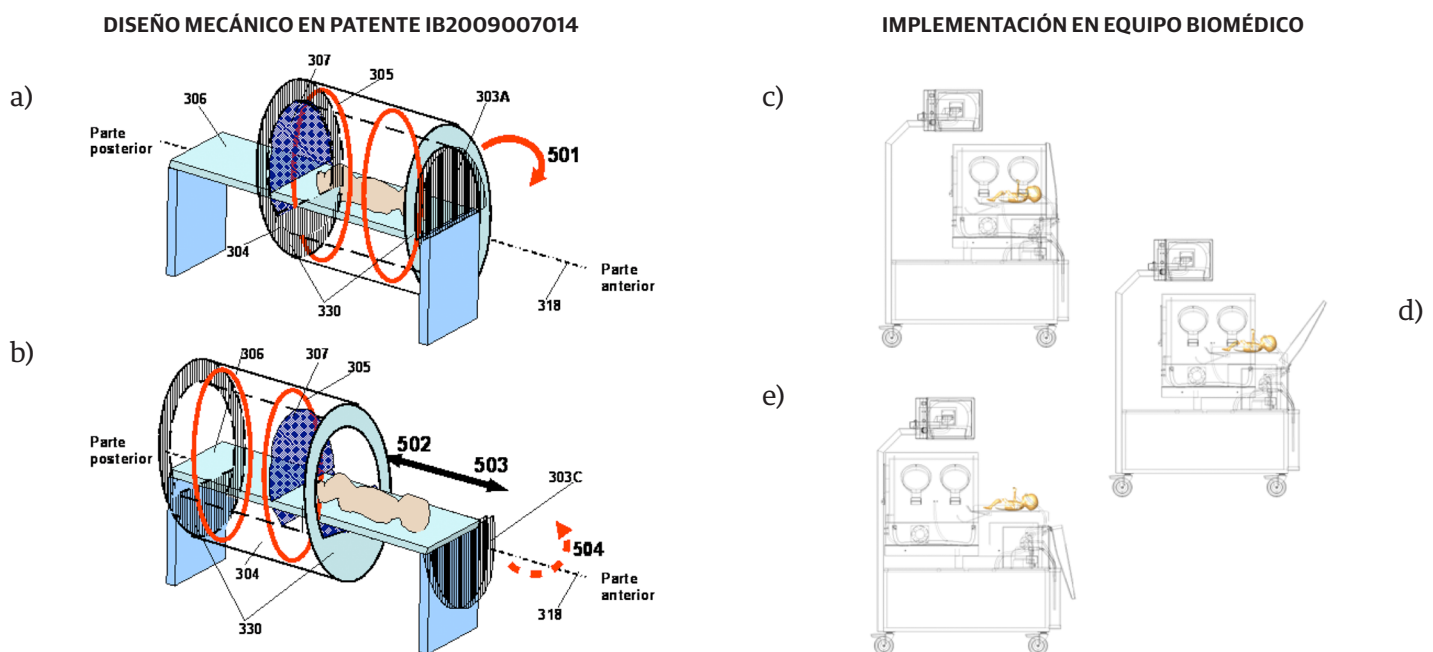 DISEÑO MECÁNICO EN PATENTE IB2009007014
IMPLEMENTACIÓN EN EQUIPO BIOMÉDICO
a)
307
305
306
303A
Parte
posterior
501
304
330
318
Parte
anterior
b)
306
307
305
Parte
posterior
502
503
303C
504
304
330
318
Parte
anterior
c)
d)
e)